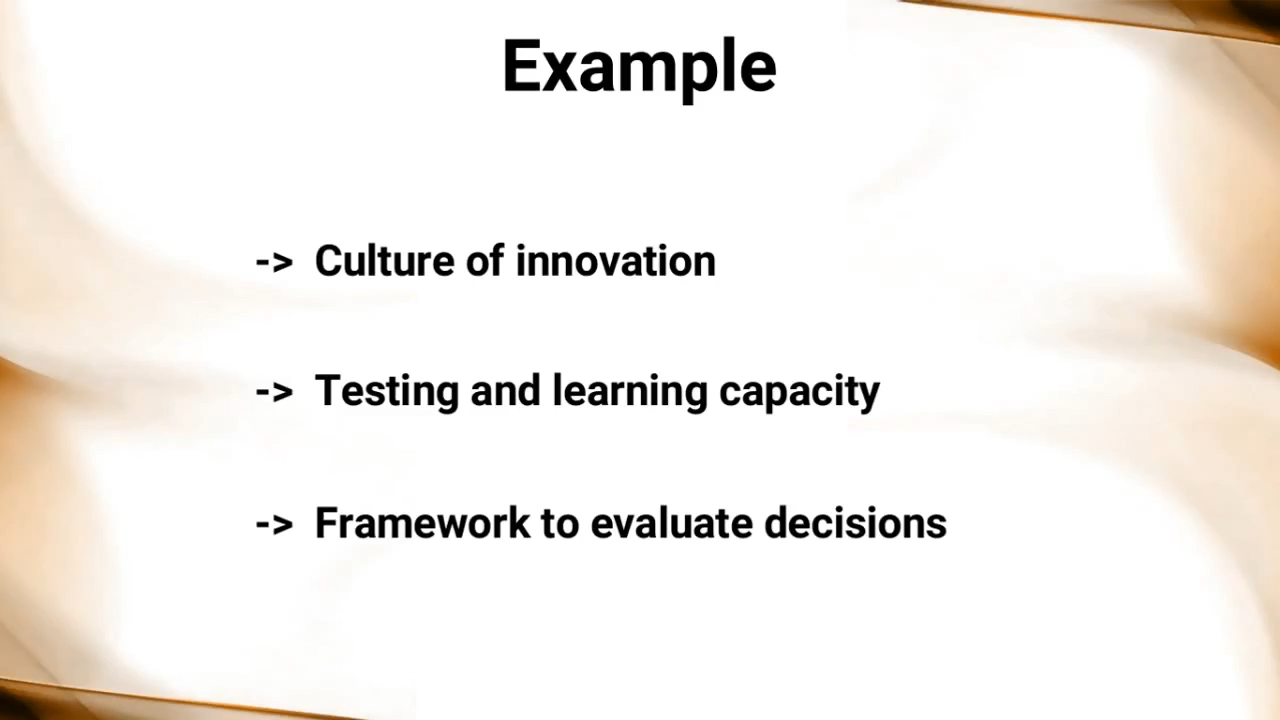 Example
-> Culture of innovation
-> Testing and learning capacity
-> Framework to evaluate decisions